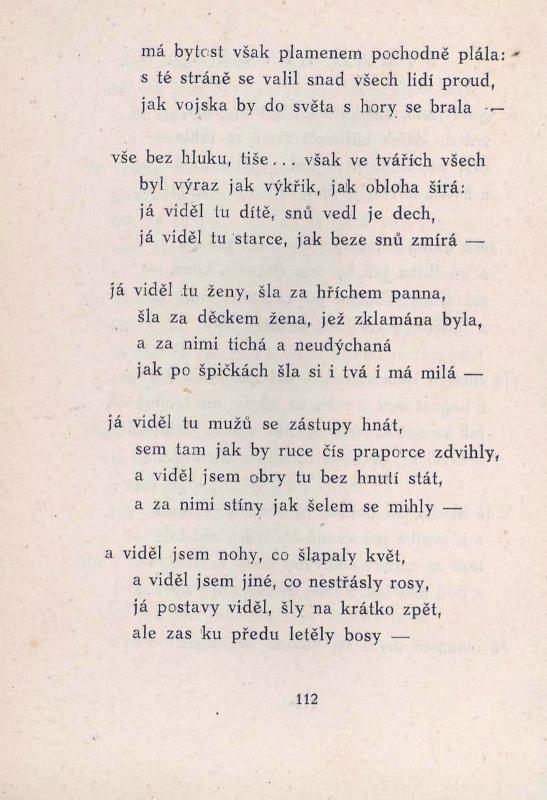 má bytost však plamenem pochodně plála:
s té stráně se valil snad všech lidí proud,
jak vojska by do světa s hory se brala —
vše bez hluku, tiše... však ve tvářích všech
byl výraz jak výkřik, jak obloha širá:
já viděl tu dítě, snů vedl je dech,
já viděl tu starce, jak beze snů zmírá —
já viděl tu ženy, šla za hříchem panna,
šla za děckem žena, jež zklamána byla,
a za nimi tichá a neudýchaná
jak po špičkách šla si i tvá i má milá —
já viděl tu mužů se zástupy hnát,
sem tam jak by ruce čís praporce zdvihly,
a viděl jsem obry tu bez hnutí stát,
a za nimi stíny jak šelem se mihly —
a viděl jsem nohy, co šlapaly květ,
a viděl jsem jiné, co nestřásly rosy,
já postavy viděl, šly na krátko zpět,
ale zas ku předu letěly bosy —
112